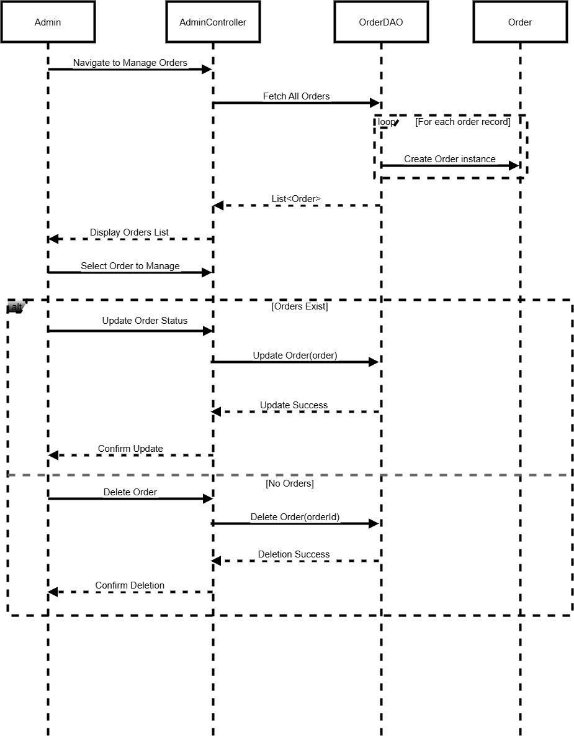 Admin
AdminController
OrderDAO
Order
Navigate to Manage Orders
Fetch All Orders
loop
[For each order record]
Create Order instance
List<Order>
Display Orders List
Select Order to Manage
alt
[Orders Exist]
Update Order Status
Update Order(order)
Update Success
Confirm Update
[No Orders]
Delete Order
Delete Order(orderId)
Deletion Success
Confirm Deletion